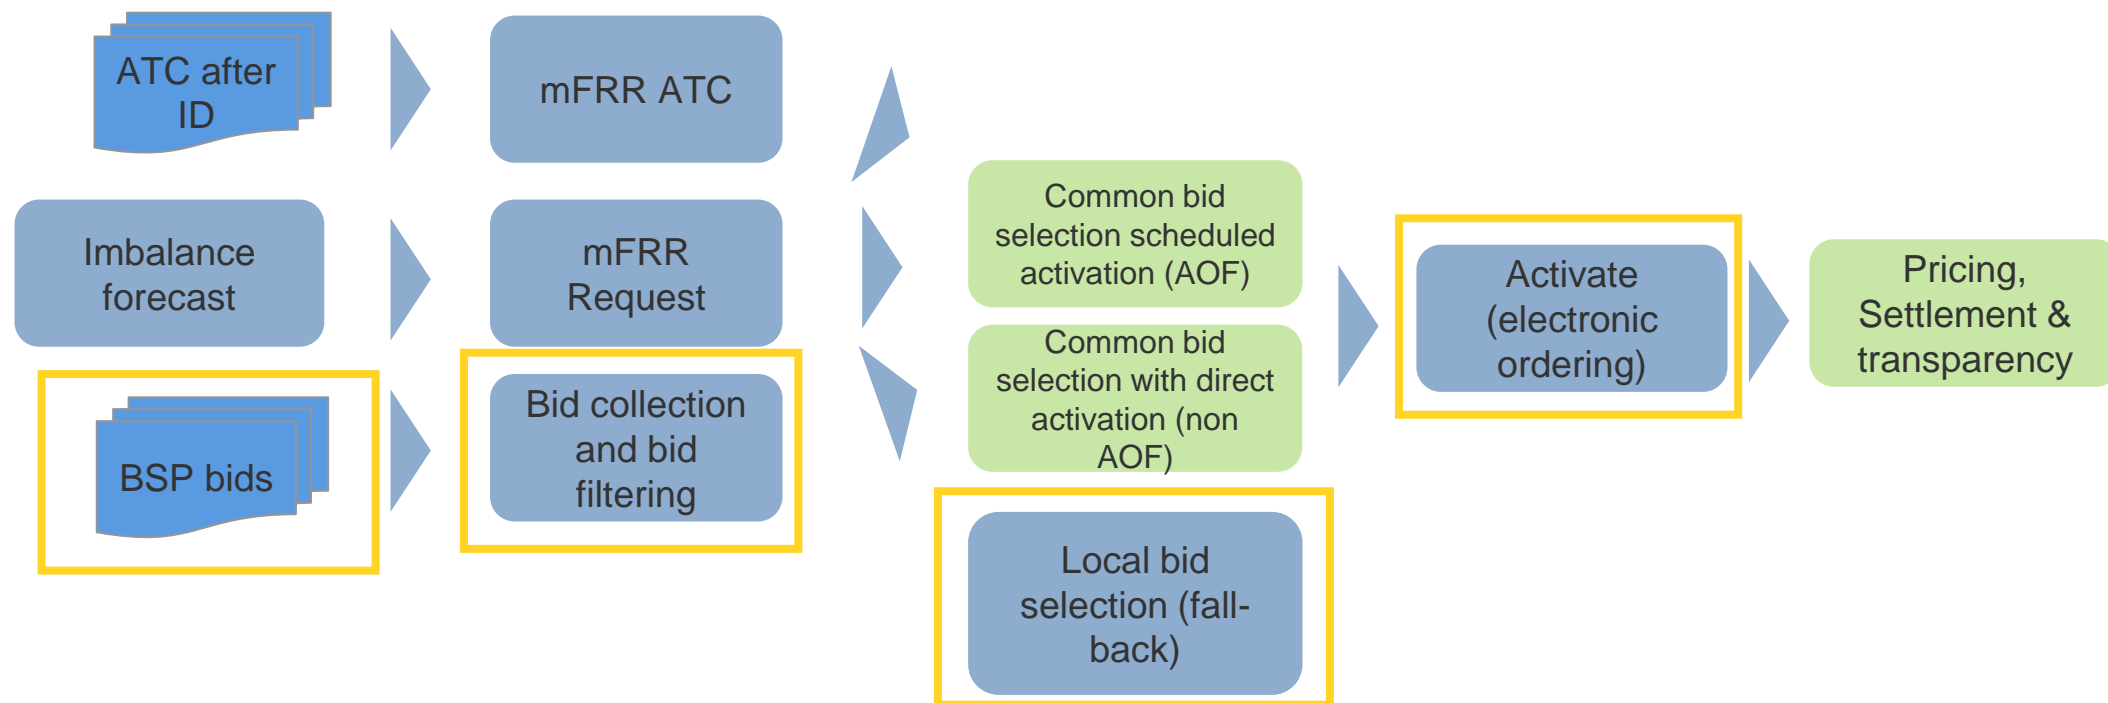 ATC after
ID
mFRR ATC
Imbalance
forecast
mFRR
Request
BSP bids
Bid collection
and bid
filtering
Common bid
selection scheduled
activation (AOF)
Common bid
selection with direct
activation (non
AOF)
Local bid
selection (fall-
back)
Activate
(electronic
ordering)
Pricing,
Settlement &
transparency